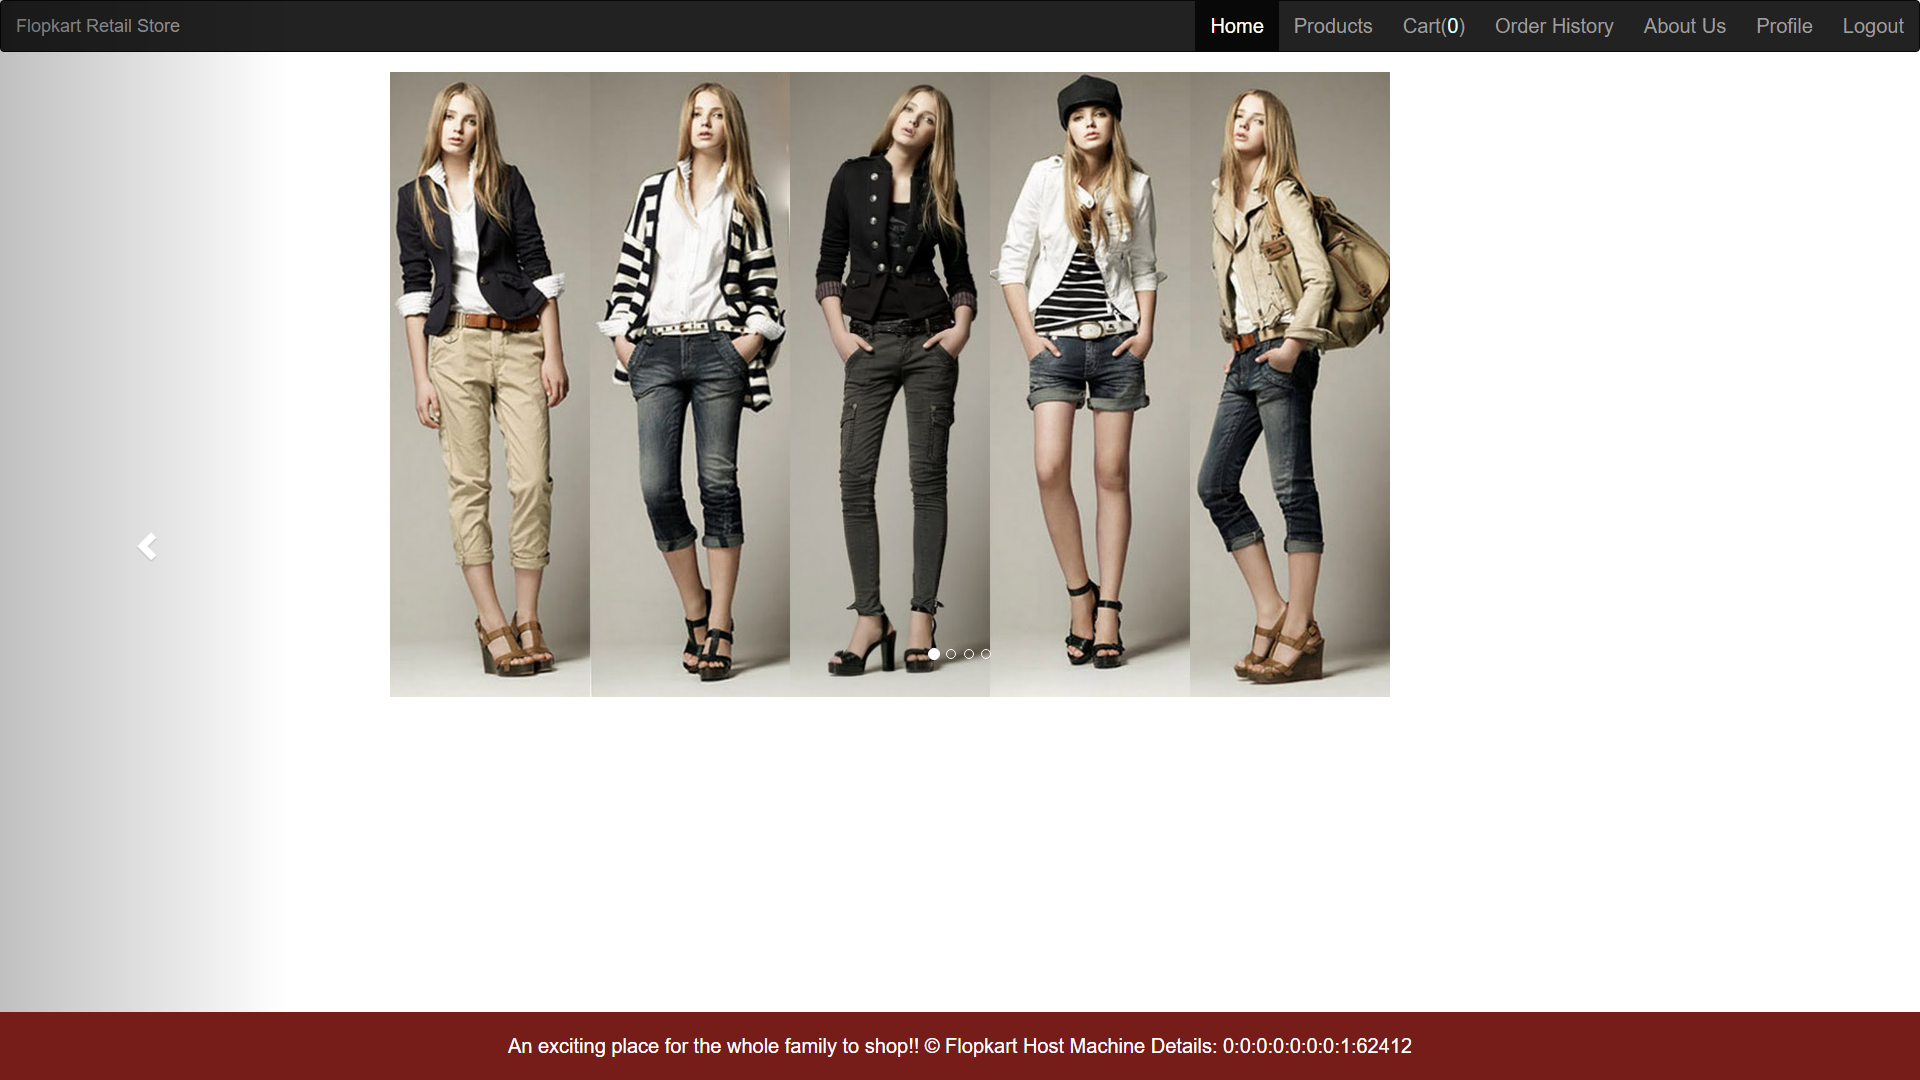 Flopkart Retail Store Home Products Cart(0) Order History About Us Profile Logout
An exciting place for the whole family to shop!! © Flopkart Host Machine Details: 0:0:0:0:0:0:0:1:62412